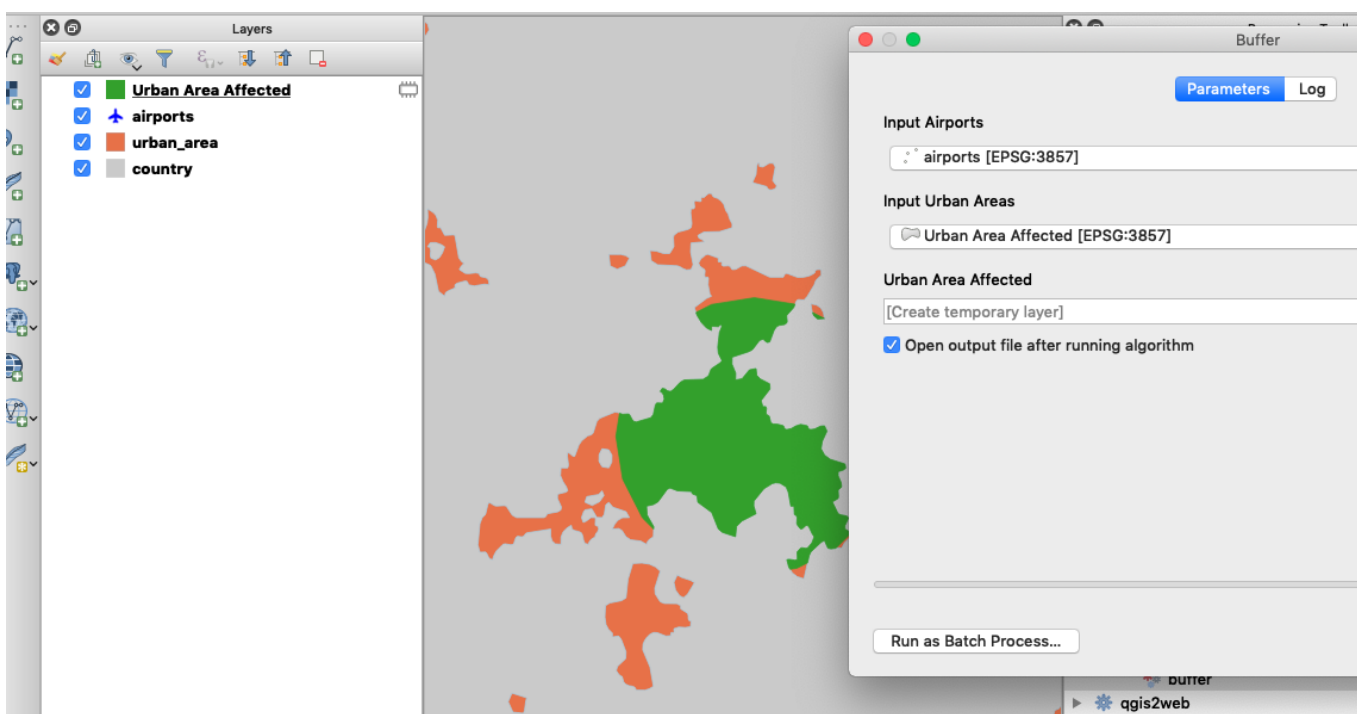 Layers
Urban Area Affected
airports
urban_area
country
Buffer
Parameters Log
Input Airports
airports [EPSG:3857]
Input Urban Areas
Urban Area Affected [EPSG:3857]
Urban Area Affected
[Create temporary layer]
Open output file after running algorithm
Run as Batch Process...
buffer
qgis2web